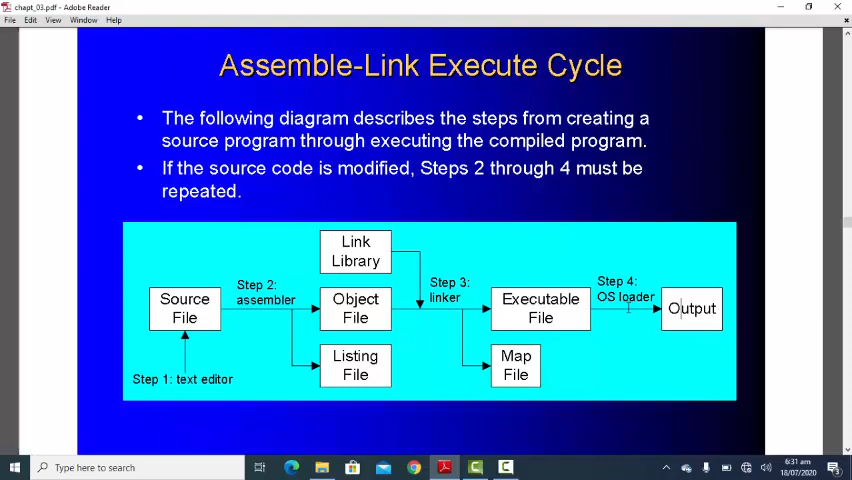 chapt_03.pdf - Adobe Reader
File Edit View Window Help
Assemble-Link Execute Cycle
• The following diagram describes the steps from creating a
source program through executing the compiled program.
• If the source code is modified, Steps 2 through 4 must be
repeated.
Link
Library
Step 2:
assembler
Step 3:
linker
Step 4:
OS loader
Source
File
Object
File
Executable
File
Output
Listing
File
Map
File
Step 1: text editor
Type here to search
6:31 am
18/07/2020
3